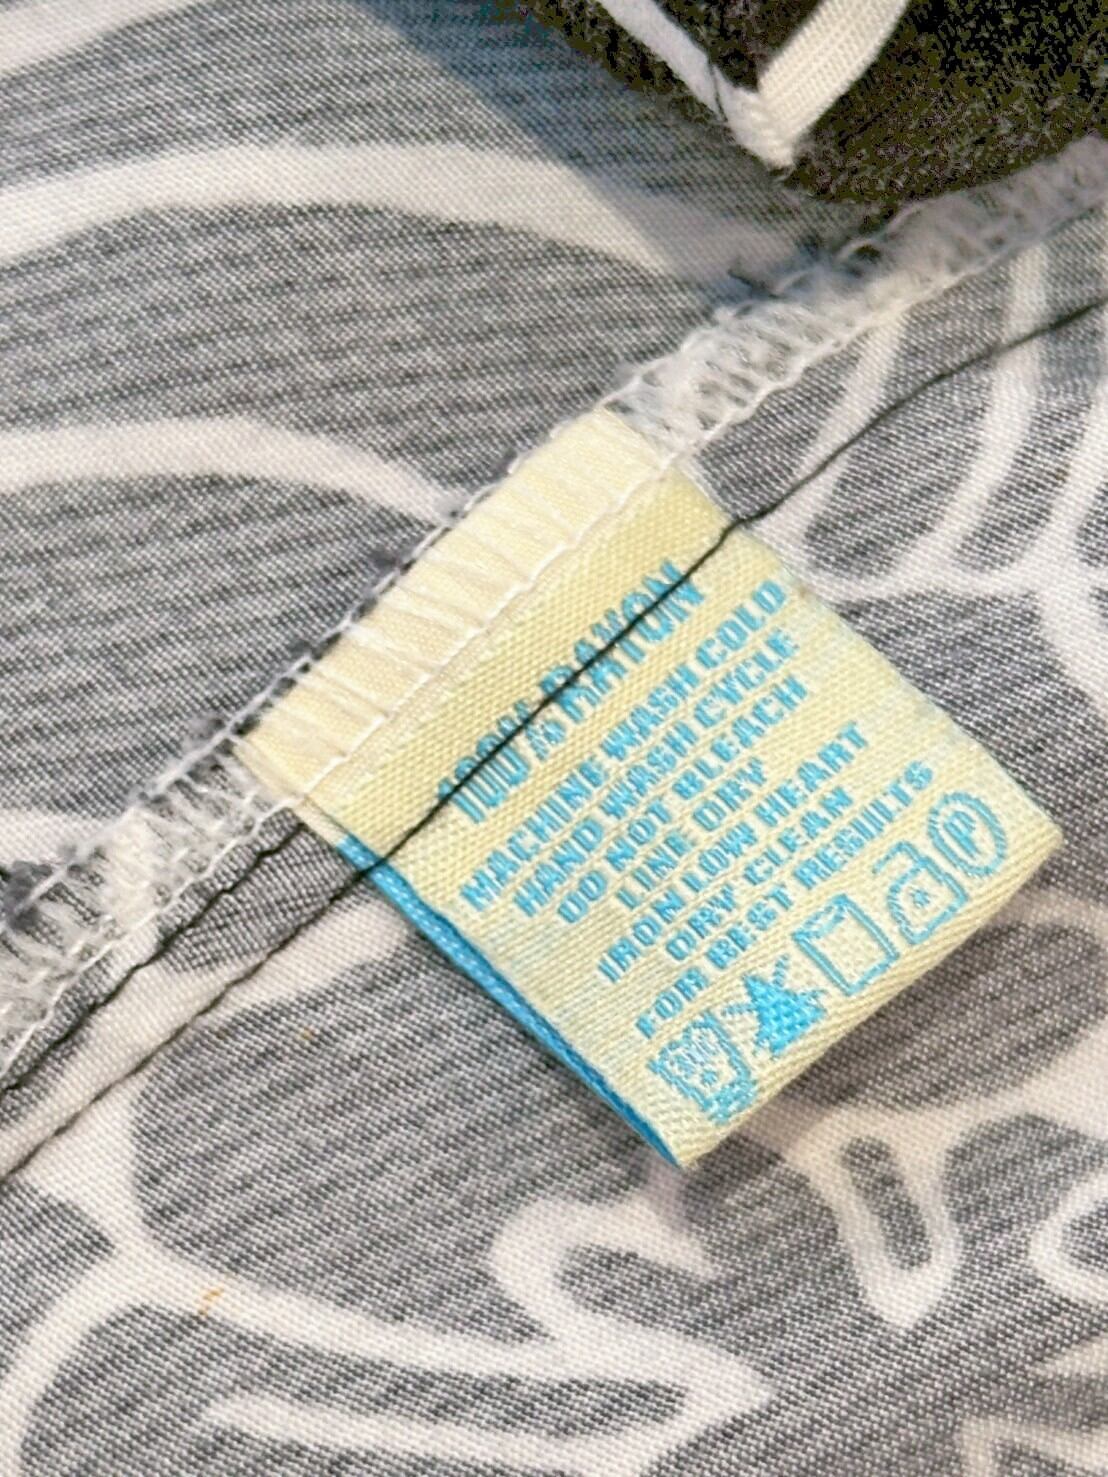 100% RAYON
MACHINE WASH COLD
HAND WASH CYCLE
DO NOT BLEACH
LINE DRY
IRON LLOW HEART
DRY CLEAN
FOR BEST RESULTS
P